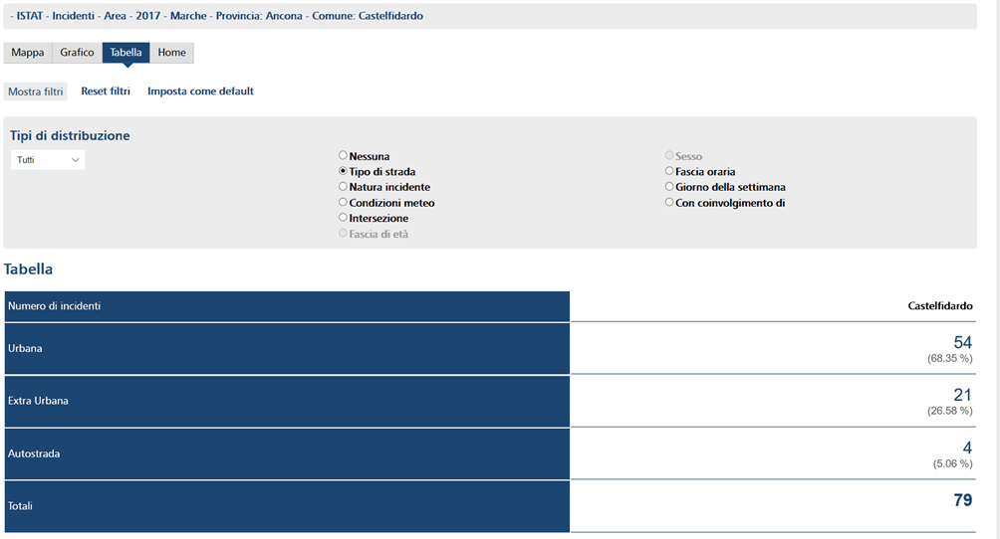 - ISTAT - Incidenti - Area - 2017 - Marche - Provincia: Ancona - Comune: Castelfidardo
Mappa Grafico Tabella Home
Mostra filtri Reset filtri Imposta come default
Tipi di distribuzione
Tutti
Nessuna
Tipo di strada
Natura incidente
Condizioni meteo
Intersezione
Fascia di età
Sesso
Fascia oraria
Giorno della settimana
Con coinvolgimento di
Tabella
Numero di incidenti Castelfidardo
Urbana 54
(68.35 %)
Extra Urbana 21
(26.58 %)
Autostrada 4
(5.06 %)
Totali 79